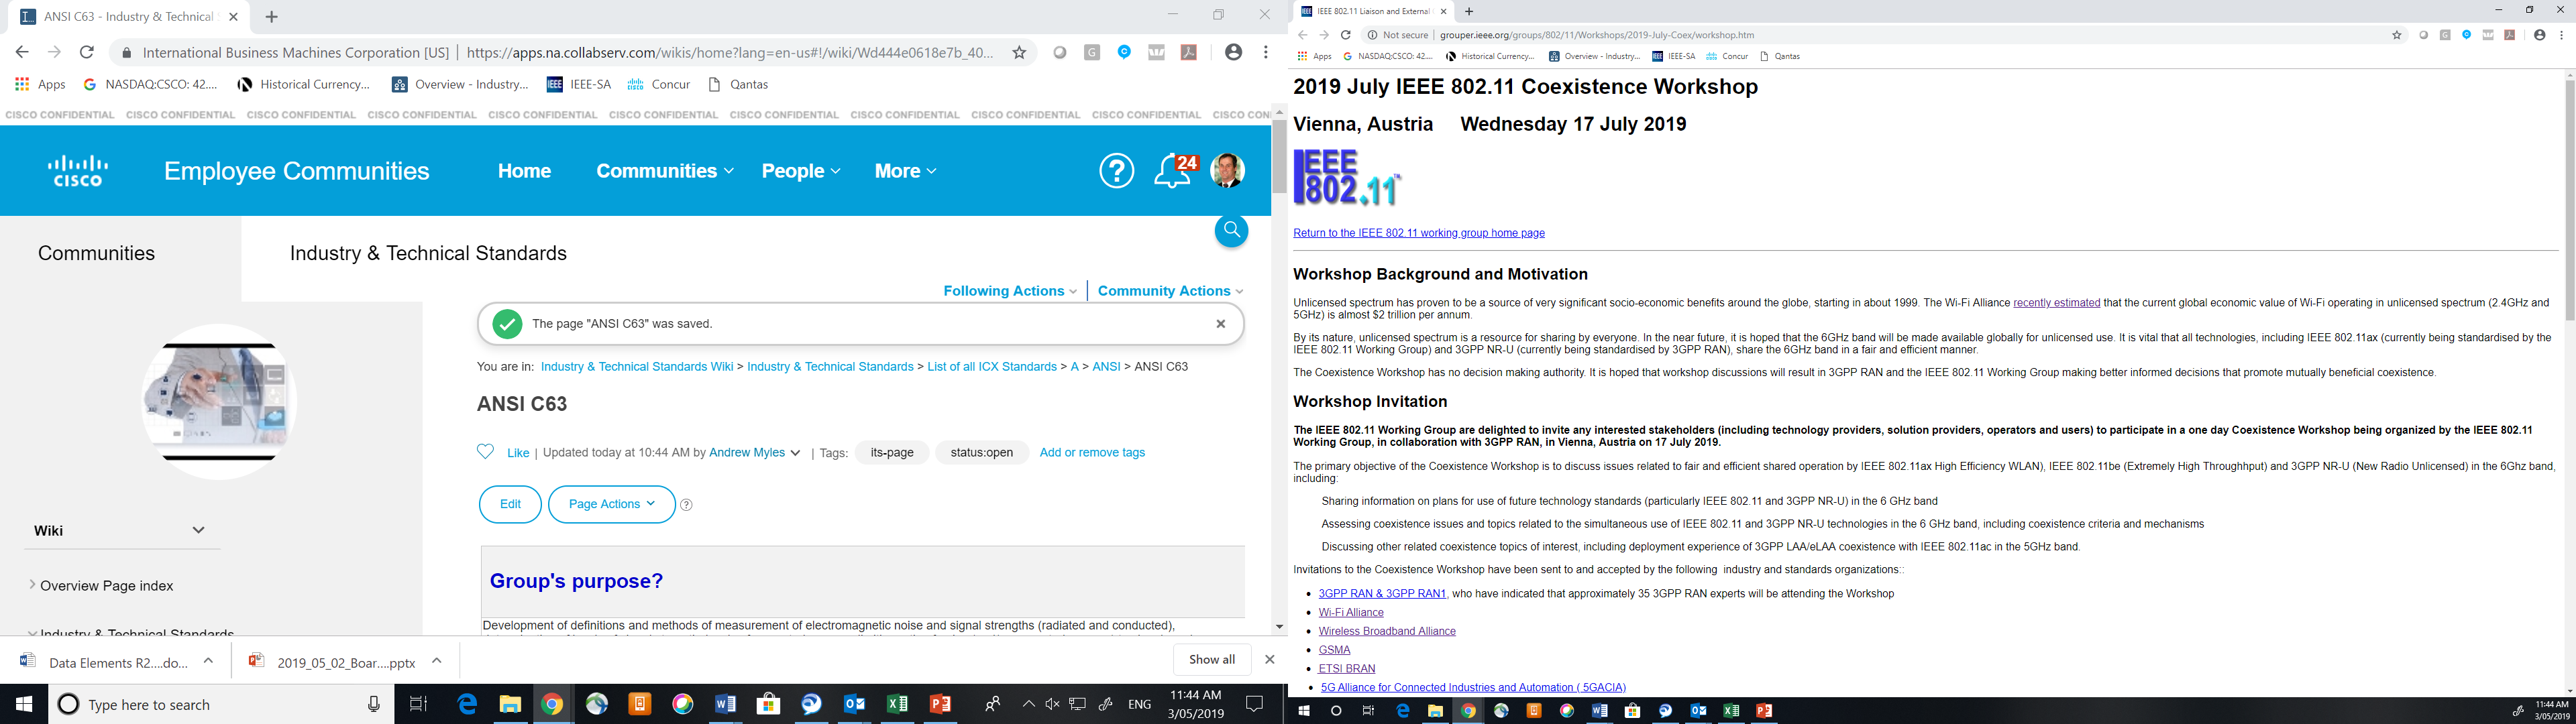 ANSI C63 - Industry & Technical
International Business Machines Corporation [US] | https://apps.na.collabserv.com/wikis/home?lang=en-us#!/wiki/Wd444e0618e7b_40...
Apps NASDAQ:CSCO: 42.... Historical Currency... Overview - Industry... IEEE-SA Concur Qantas
CISCO CONFIDENTIAL CISCO CONFIDENTIAL CISCO CONFIDENTIAL CISCO CONFIDENTIAL CISCO CONFIDENTIAL CISCO CONFIDENTIAL CISCO CONFIDENTIAL CISCO CONFIDENTIAL CISCO CONFIDENTIAL CISCO CONFIDENTIAL CISCO CON
CISCO Employee Communities Home Communities People More ? 24
Communities
Industry & Technical Standards
Following Actions | Community Actions
The page "ANSI C63" was saved.
You are in: Industry & Technical Standards Wiki > Industry & Technical Standards > List of all ICX Standards > A > ANSI > ANSI C63
ANSI C63
Like | Updated today at 10:44 AM by Andrew Myles | Tags: its-page status:open Add or remove tags
Edit Page Actions ?
Wiki
Overview Page index
Industry & Technical Standards
Group's purpose?
Development of definitions and methods of measurement of electromagnetic noise and signal strengths (radiated and conducted),
Data Elements R2....do... 2019_05_02_Boar....pptx Show all
Type here to search ENG 11:44 AM
3/05/2019
IEEE 802.11 Liaison and External
Not secure | grouper.ieee.org/groups/802/11/Workshops/2019-July-Coex/workshop.htm
Apps NASDAQ:CSCO: 42.... Historical Currency... Overview - Industry... IEEE-SA Concur Qantas
2019 July IEEE 802.11 Coexistence Workshop
Vienna, Austria Wednesday 17 July 2019
IEEE
802.11™
Return to the IEEE 802.11 working group home page
Workshop Background and Motivation
Unlicensed spectrum has proven to be a source of very significant socio-economic benefits around the globe, starting in about 1999. The Wi-Fi Alliance recently estimated that the current global economic value of Wi-Fi operating in unlicensed spectrum (2.4GHz and
5GHz) is almost $2 trillion per annum.
By its nature, unlicensed spectrum is a resource for sharing by everyone. In the near future, it is hoped that the 6GHz band will be made available globally for unlicensed use. It is vital that all technologies, including IEEE 802.11ax (currently being standardised by the
IEEE 802.11 Working Group) and 3GPP NR-U (currently being standardised by 3GPP RAN), share the 6GHz band in a fair and efficient manner.
The Coexistence Workshop has no decision making authority. It is hoped that workshop discussions will result in 3GPP RAN and the IEEE 802.11 Working Group making better informed decisions that promote mutually beneficial coexistence.
Workshop Invitation
The IEEE 802.11 Working Group are delighted to invite any interested stakeholders (including technology providers, solution providers, operators and users) to participate in a one day Coexistence Workshop being organized by the IEEE 802.11
Working Group, in collaboration with 3GPP RAN, in Vienna, Austria on 17 July 2019.
The primary objective of the Coexistence Workshop is to discuss issues related to fair and efficient shared operation by IEEE 802.11ax High Efficiency WLAN), IEEE 802.11be (Extremely High Throughhput) and 3GPP NR-U (New Radio Unlicensed) in the 6Ghz band,
including:
Sharing information on plans for use of future technology standards (particularly IEEE 802.11 and 3GPP NR-U) in the 6 GHz band
Assessing coexistence issues and topics related to the simultaneous use of IEEE 802.11 and 3GPP NR-U technologies in the 6 GHz band, including coexistence criteria and mechanisms
Discussing other related coexistence topics of interest, including deployment experience of 3GPP LAA/eLAA coexistence with IEEE 802.11ac in the 5GHz band.
Invitations to the Coexistence Workshop have been sent to and accepted by the following industry and standards organizations::
• 3GPP RAN & 3GPP RAN1, who have indicated that approximately 35 3GPP RAN experts will be attending the Workshop
• Wi-Fi Alliance
• Wireless Broadband Alliance
• GSMA
• ETSI BRAN
• 5G Alliance for Connected Industries and Automation ( 5GACIA)
11:44 AM
3/05/2019